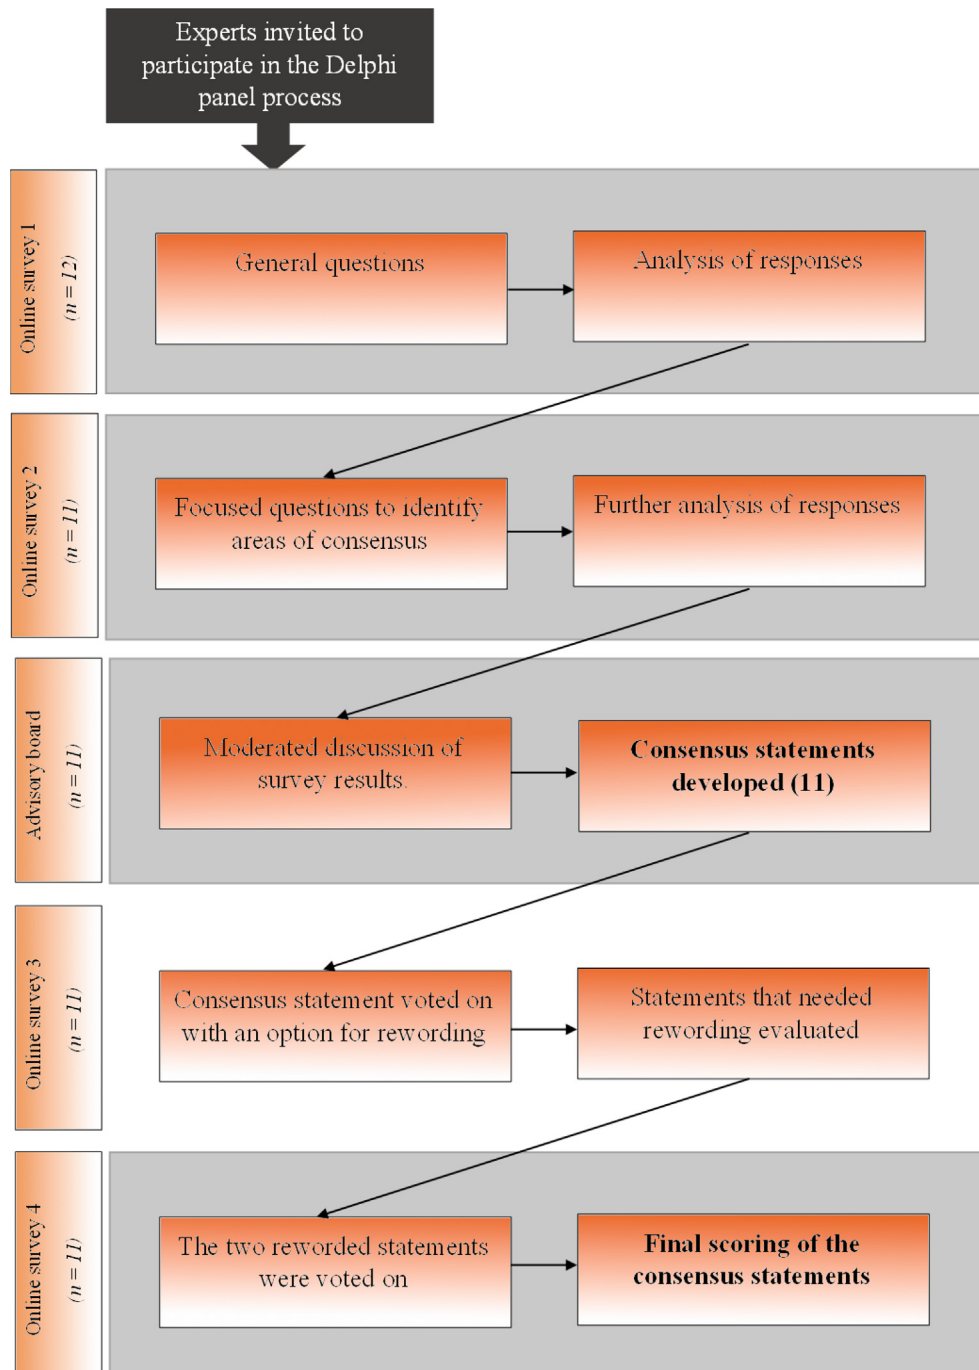 Experts invited to
participate in the Delphi
panel process
Online survey 1
(n = 12)
General questions
Analysis of responses
Online survey 2
(n = 11)
Focused questions to identify
areas of consensus
Further analysis of responses
Advisory board
(n = 11)
Moderated discussion of
survey results.
Consensus statements
developed (11)
Online survey 3
(n = 11)
Consensus statement voted on
with an option for rewording
Statements that needed
rewording evaluated
Online survey 4
(n = 11)
The two reworded statements
were voted on
Final scoring of the
consensus statements